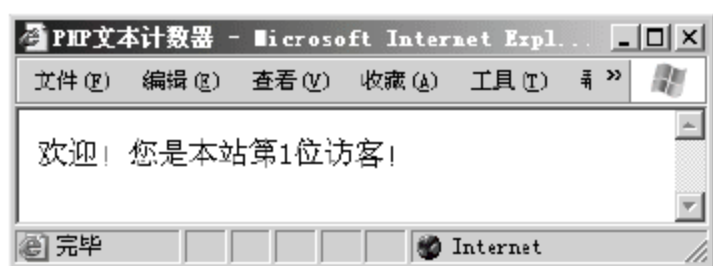 PHP文本计数器 - Microsoft Internet Expl...
文件(F) 编辑(E) 查看(V) 收藏(A) 工具(T) »
欢迎！您是本站第1位访客！
完毕 Internet